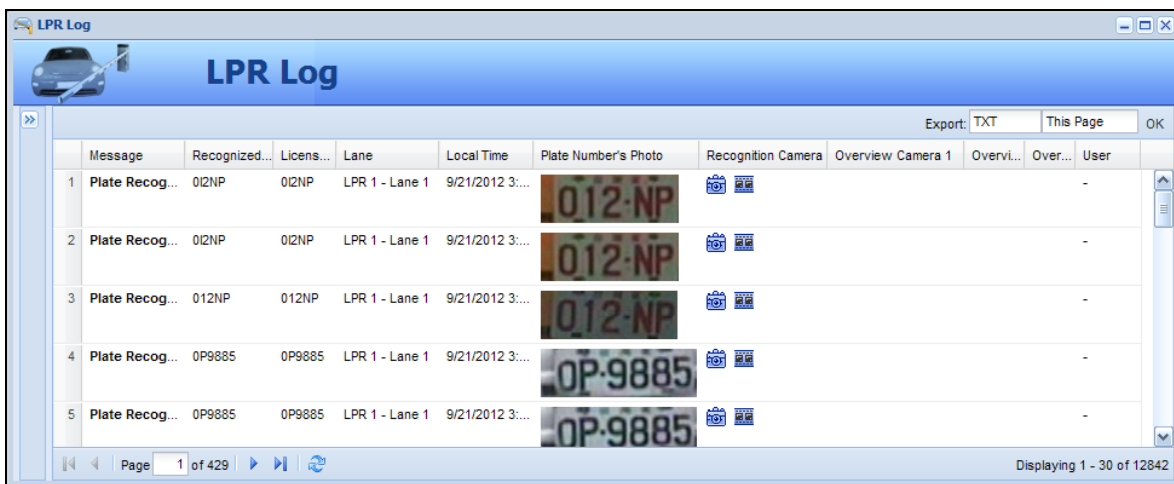 LPR Log
LPR Log
Export: TXT This Page OK
Message Recognized... Licens... Lane Local Time Plate Number's Photo Recognition Camera Overview Camera 1 Overvi... Over... User
1 Plate Recog... 0I2NP 0I2NP LPR 1 - Lane 1 9/21/2012 3:... 012-NP -
2 Plate Recog... 0I2NP 0I2NP LPR 1 - Lane 1 9/21/2012 3:... 012-NP -
3 Plate Recog... 012NP 012NP LPR 1 - Lane 1 9/21/2012 3:... 012-NP -
4 Plate Recog... 0P9885 0P9885 LPR 1 - Lane 1 9/21/2012 3:... 0P-9885 -
5 Plate Recog... 0P9885 0P9885 LPR 1 - Lane 1 9/21/2012 3:... 0P-9885 -
Page 1 of 429 Displaying 1 - 30 of 12842